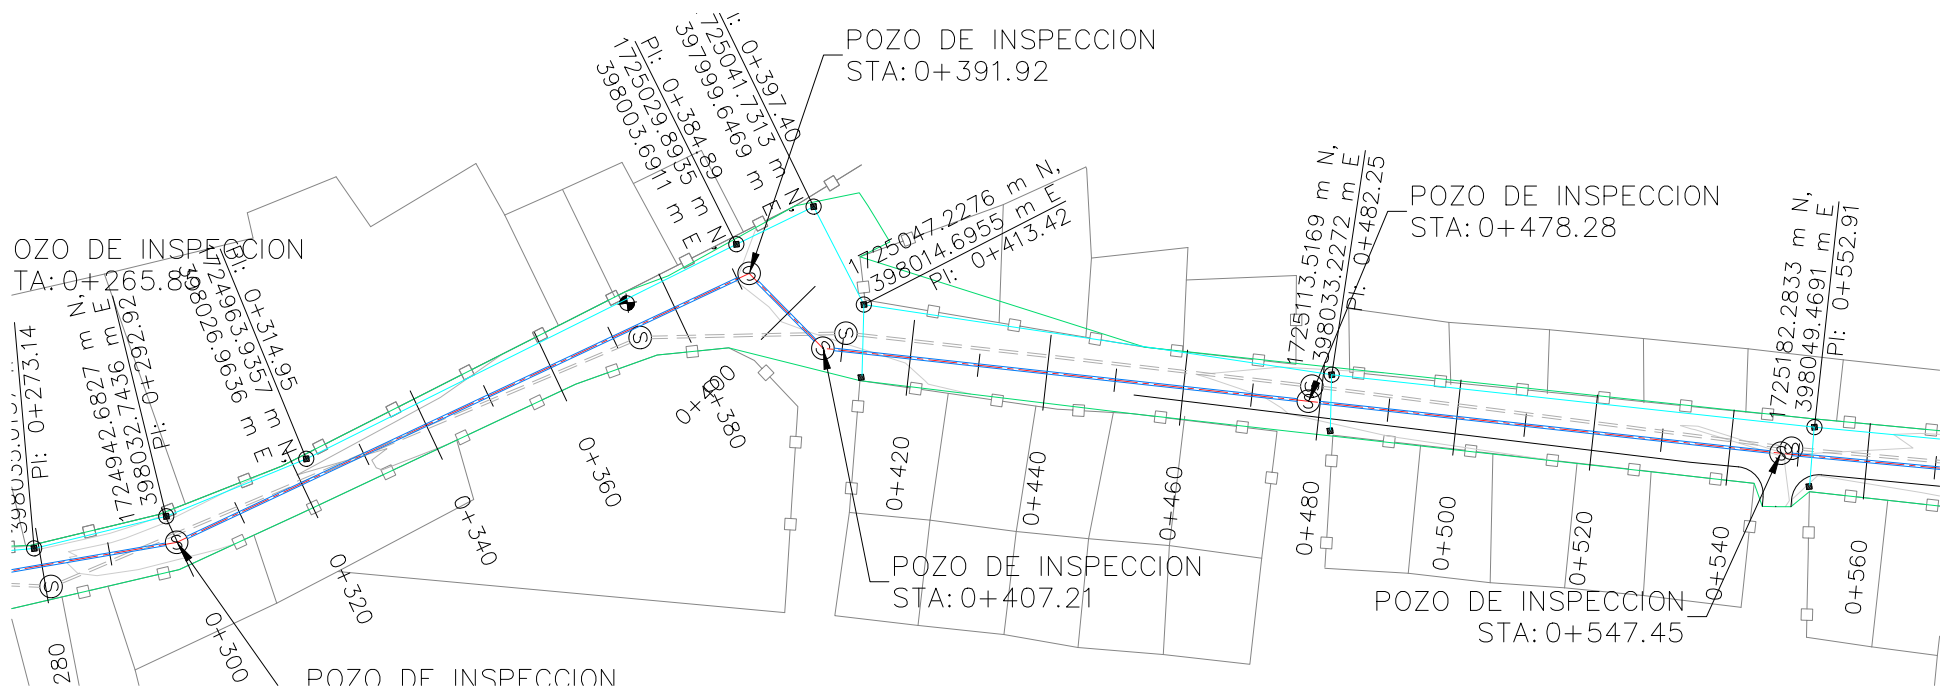 POZO DE INSPECCION
STA: 0+391.92
PI: 0+397.40
725041.7313 m N,
397999.6469 m E
PI: 0+384.89
1725029.8935 m N,
398003.6911 m E
1725047.2276 m N,
398014.6955 m E
PI: 0+413.42
1725113.5169 m N,
398033.2272 m E
PI: 0+482.25
POZO DE INSPECCION
STA: 0+478.28
1725182.2833 m N,
398049.4691 m E
PI: 0+552.91
OZO DE INSPECCION
TA: 0+265.88
PI: 0+314.95
1724963.9357 m N,
398026.9636 m E
1724942.6827 m N,
398032.7436 m E
PI: 0+292.92
PI: 0+273.14
S
S
S
S
0+280
0+300
0+320
0+340
0+360
0+380
0+400
0+420
0+440
0+460
0+480
0+500
0+520
0+540
0+560
POZO DE INSPECCION
STA: 0+407.21
POZO DE INSPECCION
STA: 0+547.45
POZO DE INSPECCION